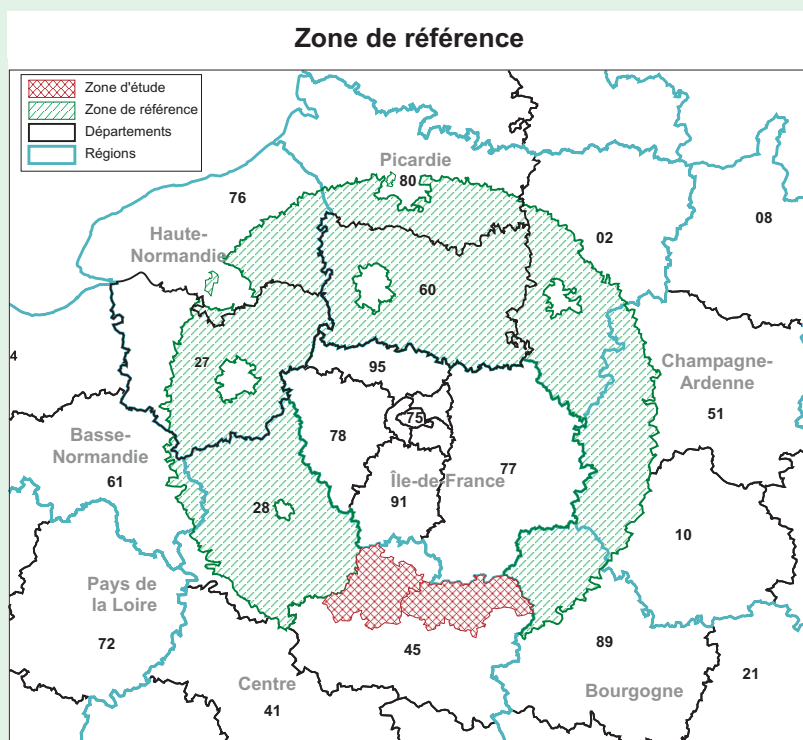 Zone de référence
Zone d'étude
Zone de référence
Départements
Régions
Picardie
80
76
08
02
Haute-
Normandie
60
4
27
95
Champagne-
Ardenne
51
75
78
77
Basse-
Normandie
61
Île-de-France
91
28
10
Pays de
la Loire
72
45
89
21
Centre
41
Bourgogne